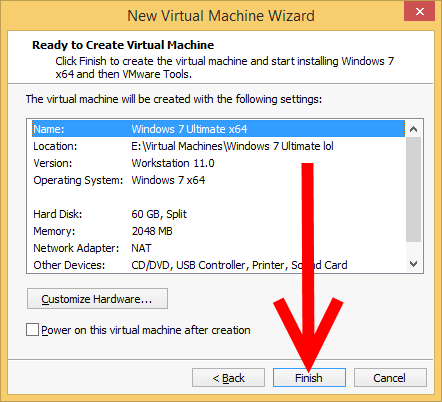 New Virtual Machine Wizard
Ready to Create Virtual Machine
Click Finish to create the virtual machine and start installing Windows 7
x64 and then VMware Tools.
The virtual machine will be created with the following settings:
Name: Windows 7 Ultimate x64
Location: E:\Virtual Machines\Windows 7 Ultimate lol
Version: Workstation 11.0
Operating System: Windows 7 x64
Hard Disk: 60 GB, Split
Memory: 2048 MB
Network Adapter: NAT
Other Devices: CD/DVD, USB Controller, Printer, Sound Card
Customize Hardware...
Power on this virtual machine after creation
< Back Finish Cancel